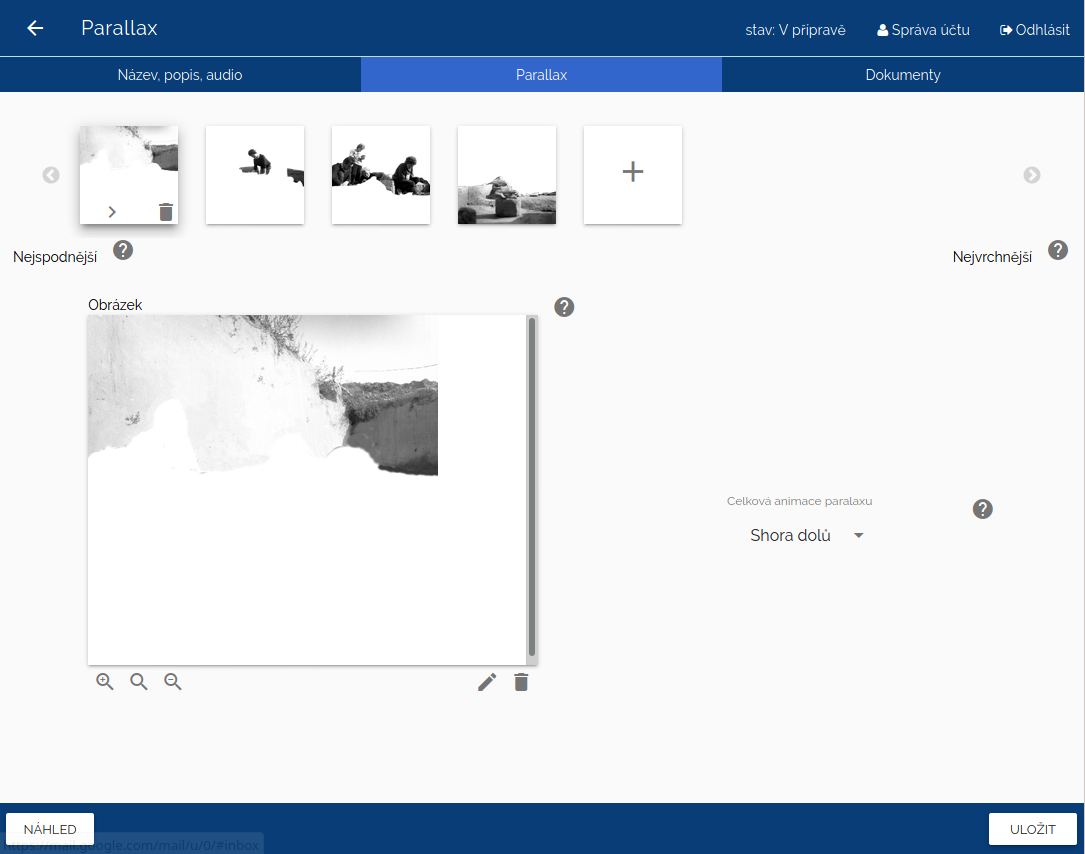 Parallax
stav: V přípravě
Správa účtu
Odhlásit
Název, popis, audio
Parallax
Dokumenty
Nejspodnější
Nejvrchnější
Obrázek
Celková animace paralaxu
Shora dolů
NÁHLED
ULOŽIT
https://mail.google.com/mail/u/0/#inbox